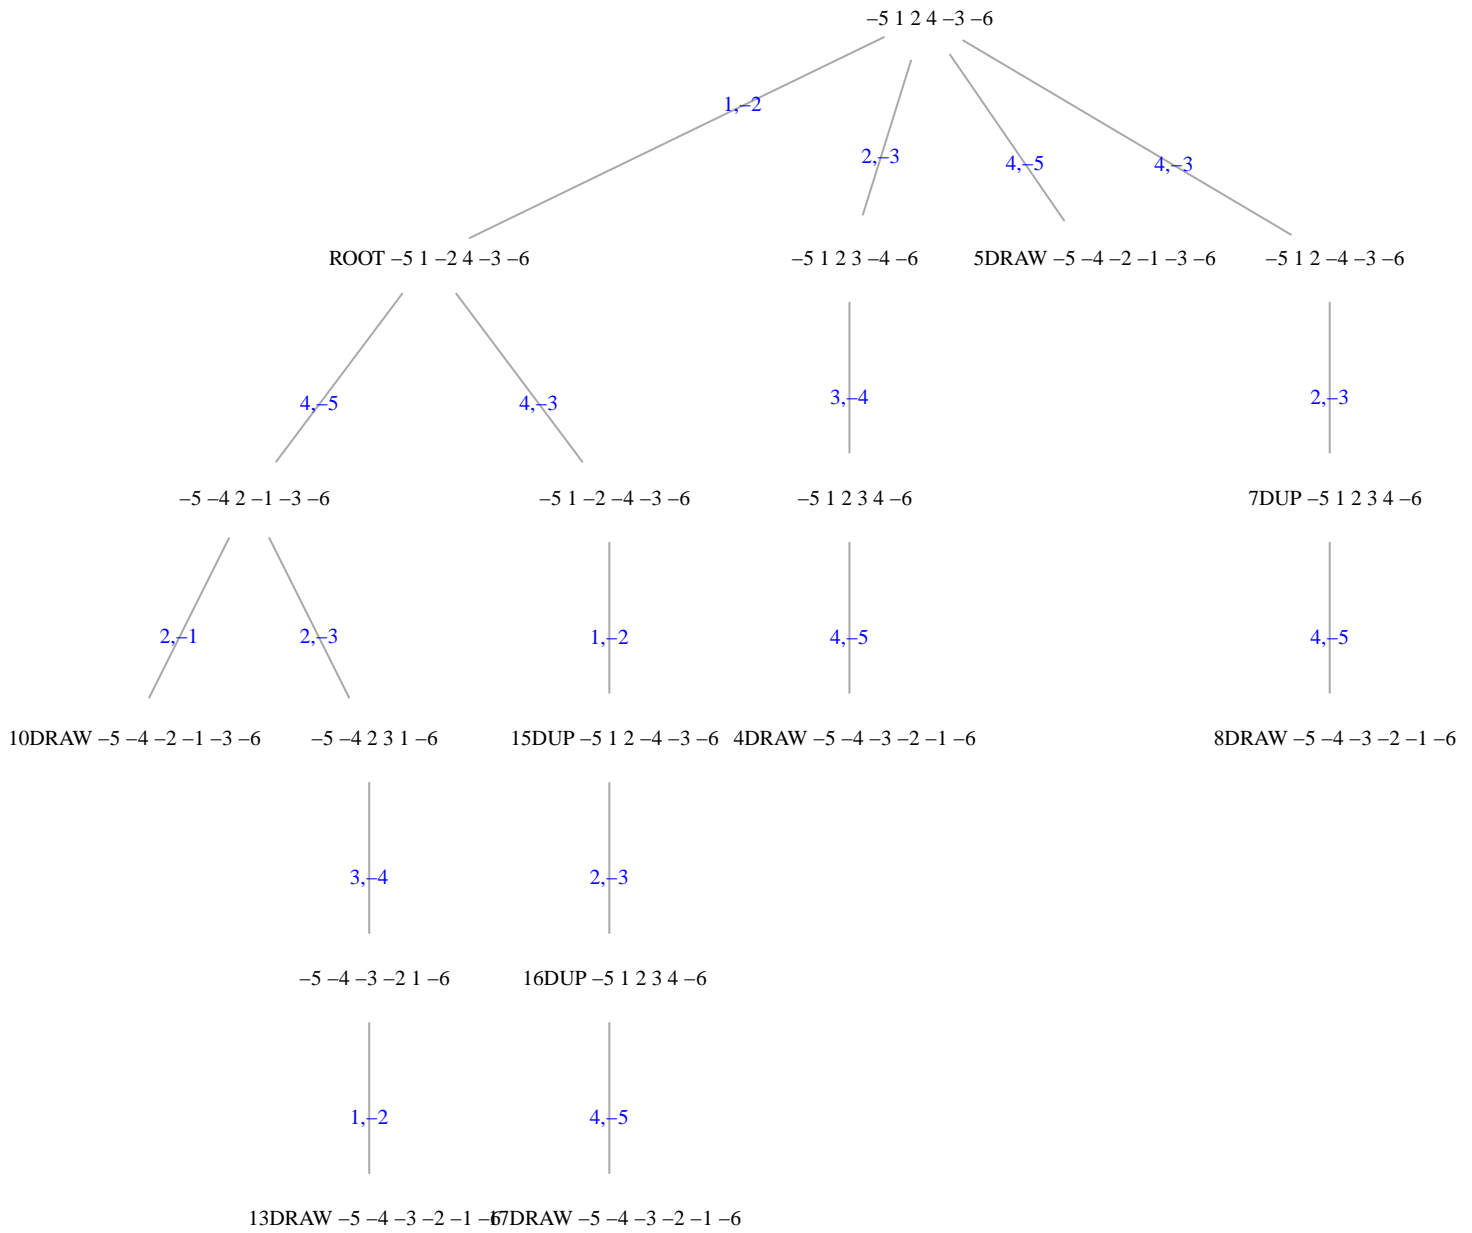 –5 1 2 4 –3 –6
1,–2
2,–3
4,–5
4,–3
ROOT –5 1 –2 4 –3 –6
–5 1 2 3 –4 –6
5DRAW –5 –4 –2 –1 –3 –6
–5 1 2 –4 –3 –6
4,–5
4,–3
3,–4
2,–3
–5 –4 2 –1 –3 –6
–5 1 –2 –4 –3 –6
–5 1 2 3 4 –6
7DUP –5 1 2 3 4 –6
2,–1
2,–3
1,–2
4,–5
4,–5
10DRAW –5 –4 –2 –1 –3 –6
–5 –4 2 3 1 –6
15DUP –5 1 2 –4 –3 –6
4DRAW –5 –4 –3 –2 –1 –6
8DRAW –5 –4 –3 –2 –1 –6
3,–4
2,–3
–5 –4 –3 –2 1 –6
16DUP –5 1 2 3 4 –6
1,–2
4,–5
13DRAW –5 –4 –3 –2 –1 –6
17DRAW –5 –4 –3 –2 –1 –6